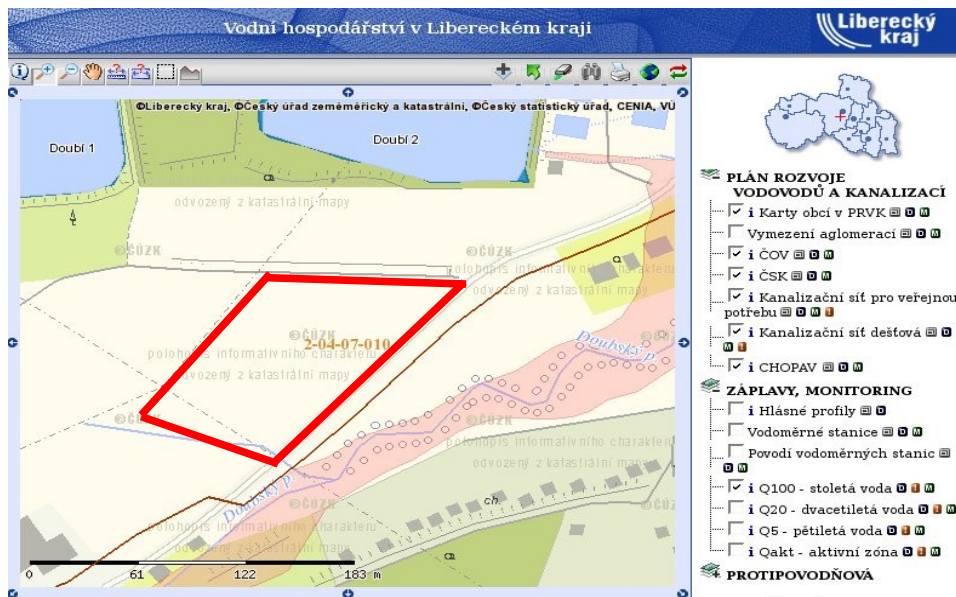 Vodní hospodářství v Libereckém kraji
Liberecký
kraj
©Liberecký kraj, ©Český úřad zeměměřický a katastrální, ©Český statistický úřad, CENIA, VÚ
Doubí 1
Doubí 2
odvozený z katastrální mapy
©ČÚZK
©ČÚZK
polohopis informativního charakteru
odvozený z katastrální mapy
©ČÚZK
2-04-07-010
Doubský p.
polohopis informativního charakteru
odvozený z katastrální mapy
©ČÚZK
©ČÚZK
polohopis informativního charakteru
odvozený z katastrální mapy
ch.
Doubský p.
©ČÚZK
polohopis informativního charakteru
odvozený z katastrální mapy
0 61 122 183 m
PLÁN ROZVOJE
VODOVODŮ A KANALIZACÍ
i Karty obcí v PRVK
Vymezení aglomerací
i ČOV
i ČSK
i Kanalizační síť pro veřejnou
potřebu
i Kanalizační síť dešťová
i CHOPAV
ZÁPLAVY, MONITORING
i Hlásné profily
Vodoměrné stanice
Povodí vodoměrných stanic
i Q100 - stoletá voda
i Q20 - dvacetiletá voda
i Q5 - pětiletá voda
i Qakt - aktivní zóna
PROTIPOVODŇOVÁ